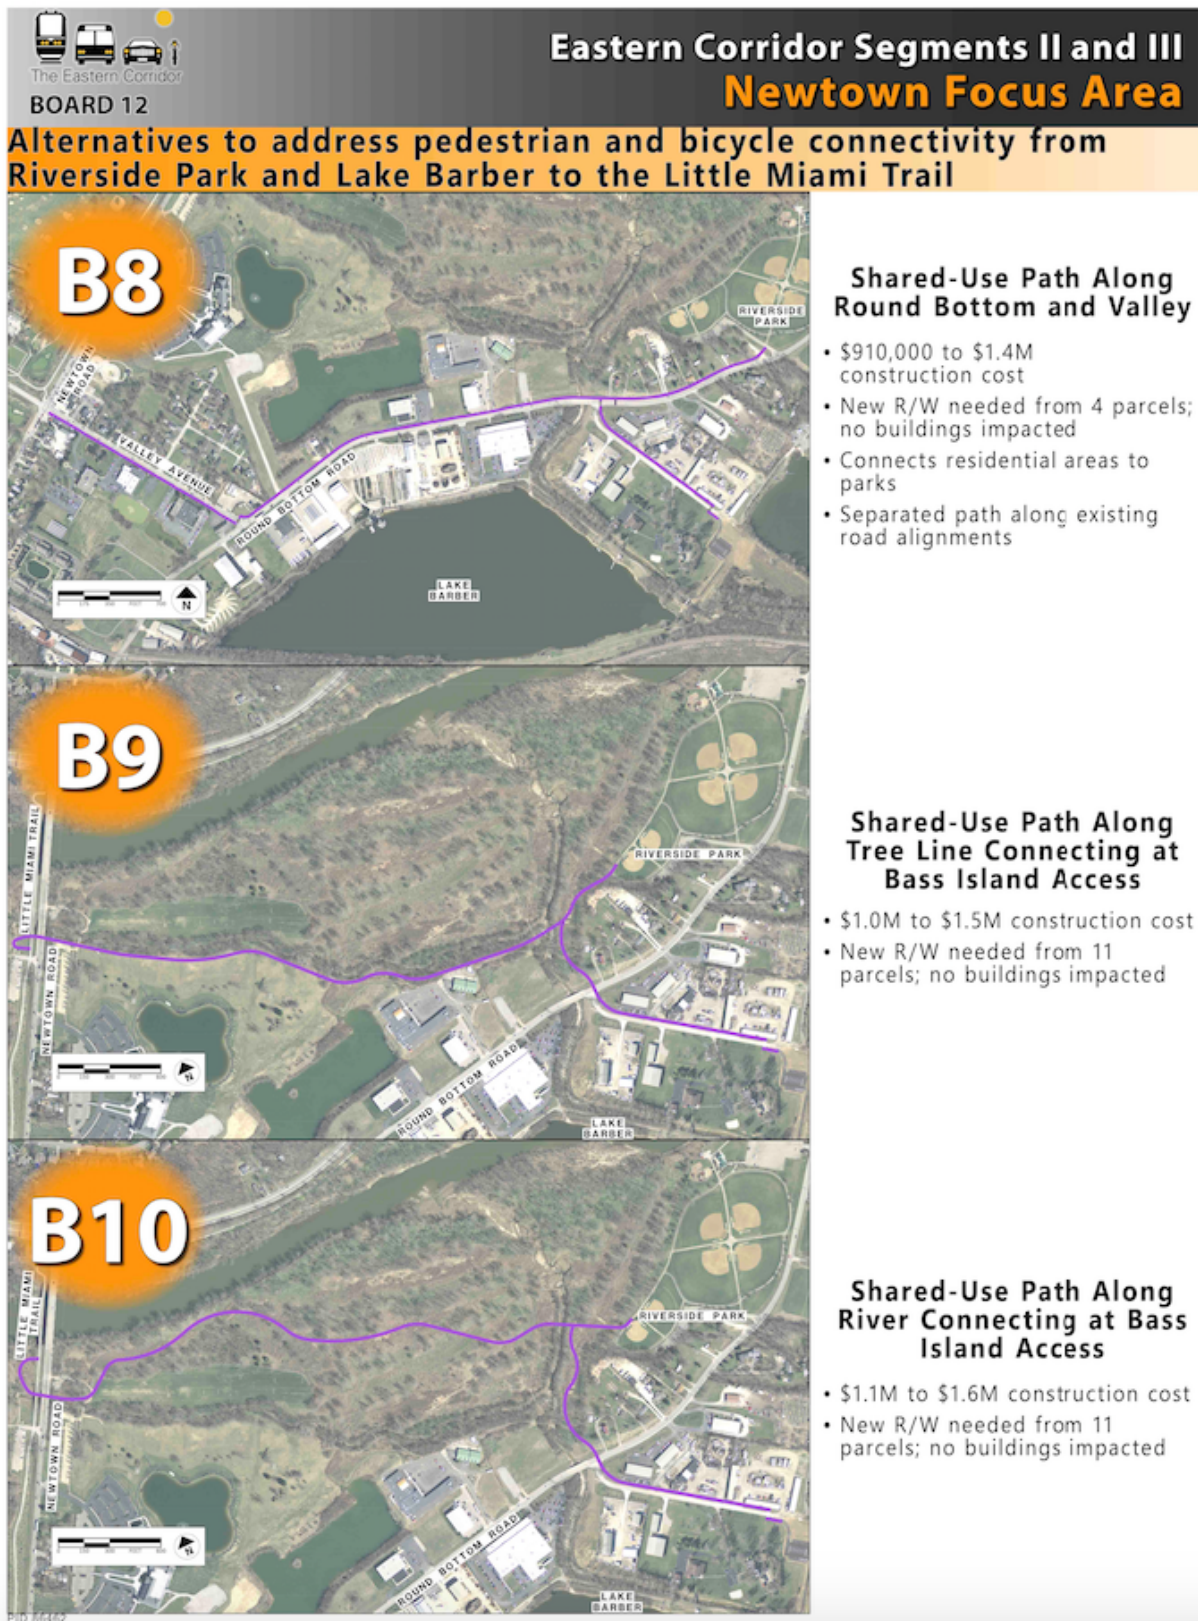 The Eastern Corridor
BOARD 12
Eastern Corridor Segments II and III
Newtown Focus Area
Alternatives to address pedestrian and bicycle connectivity from
Riverside Park and Lake Barber to the Little Miami Trail
B8
NEWTOWN
ROAD
VALLEY AVENUE
ROUND BOTTOM ROAD
RIVERSIDE
PARK
LAKE
BARBER
N
Shared-Use Path Along
Round Bottom and Valley
• $910,000 to $1.4M
construction cost
• New R/W needed from 4 parcels;
no buildings impacted
• Connects residential areas to
parks
• Separated path along existing
road alignments
B9
LITTLE MIAMI TRAIL
NEWTOWN ROAD
RIVERSIDE PARK
ROUND BOTTOM ROAD
LAKE
BARBER
N
Shared-Use Path Along
Tree Line Connecting at
Bass Island Access
• $1.0M to $1.5M construction cost
• New R/W needed from 11
parcels; no buildings impacted
B10
LITTLE MIAMI
TRAIL
NEWTOWN ROAD
RIVERSIDE PARK
ROUND BOTTOM ROAD
LAKE
BARBER
N
Shared-Use Path Along
River Connecting at Bass
Island Access
• $1.1M to $1.6M construction cost
• New R/W needed from 11
parcels; no buildings impacted